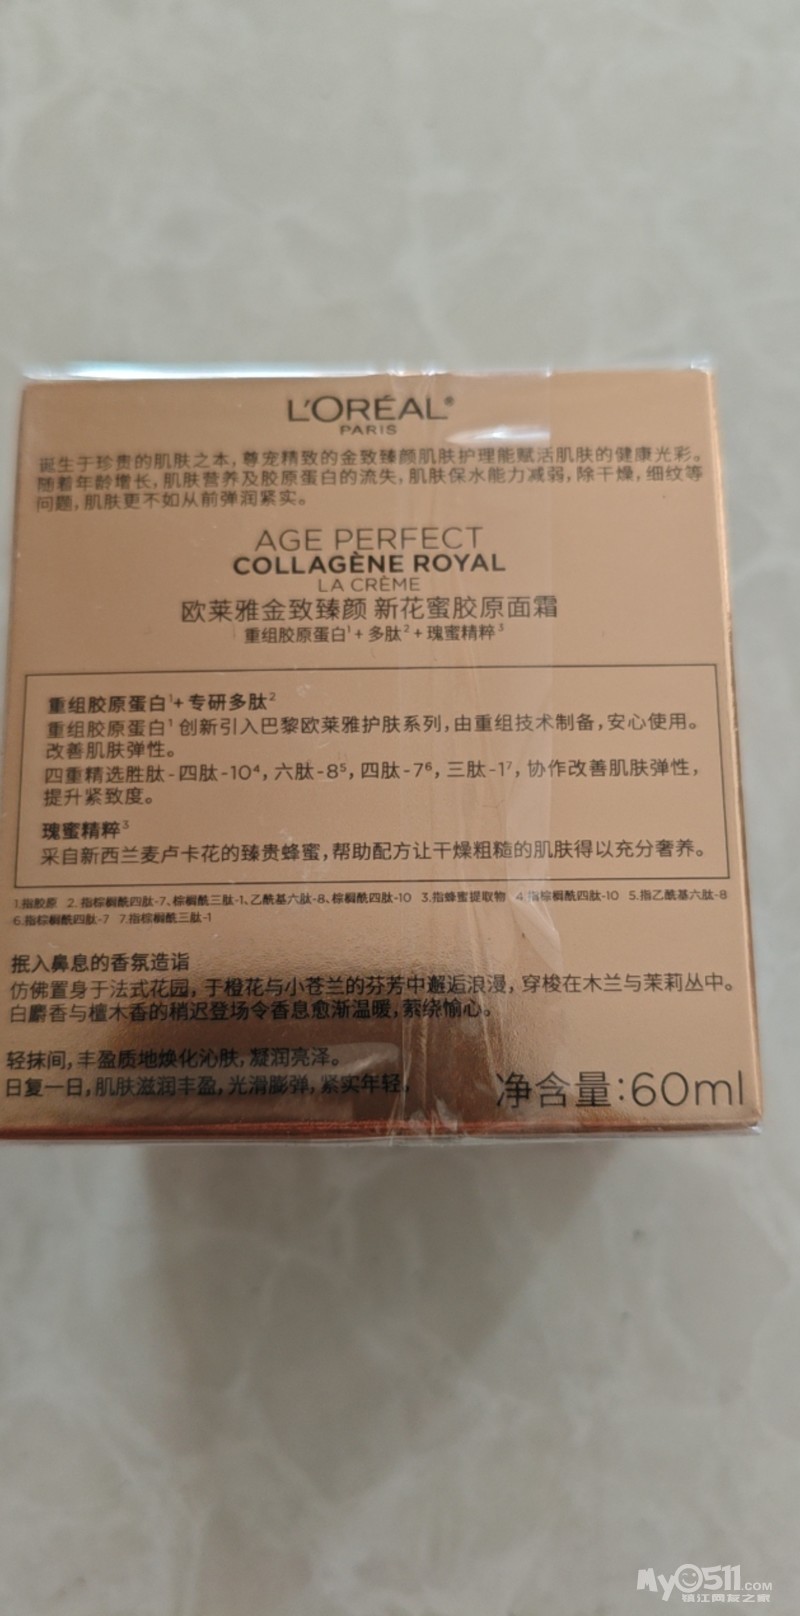 L'ORÉAL®
PARIS
诞生于珍贵的肌肤之本，尊宠精致的金致臻颜肌肤护理能赋活肌肤的健康光彩。
随着年龄增长，肌肤营养及胶原蛋白的流失，肌肤保水能力减弱，除干燥，细纹等
问题，肌肤更不如从前弹润紧实。
AGE PERFECT
COLLAGÈNE ROYAL
LA CRÈME
欧莱雅金致臻颜 新花蜜胶原面霜
重组胶原蛋白¹+多肽²+瑰蜜精粹³
重组胶原蛋白¹+专研多肽²
重组胶原蛋白¹创新引入巴黎欧莱雅护肤系列，由重组技术制备，安心使用。
改善肌肤弹性。
四重精选胜肽-四肽-10⁴，六肽-8⁵，四肽-7⁶，三肽-1⁷，协作改善肌肤弹性，
提升紧致度。
瑰蜜精粹³
采自新西兰麦卢卡花的臻贵蜂蜜，帮助配方让干燥粗糙的肌肤得以充分奢养。
1.指胶原 2.指棕榈酰四肽-7、棕榈酰三肽-1、乙酰基六肽-8、棕榈酰四肽-10 3.指蜂蜜提取物 4.指棕榈酰四肽-10 5.指乙酰基六肽-8
6.指棕榈酰四肽-7 7.指棕榈酰三肽-1
抿入鼻息的香氛造诣
仿佛置身于法式花园，于橙花与小苍兰的芬芳中邂逅浪漫，穿梭在木兰与茉莉丛中。
白麝香与檀木香的稍迟登场令香息愈渐温暖，萦绕愉心。
轻抹间，丰盈质地焕化沁肤，凝润亮泽。
日复一日，肌肤滋润丰盈，光滑膨弹，紧实年轻。
净含量：60ml
My0511.COM
镇江网友之家